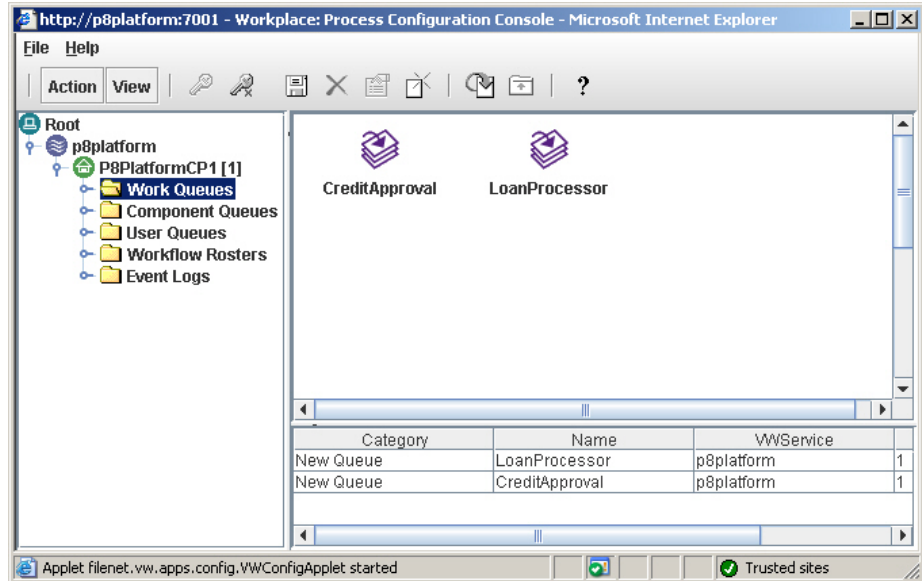 http://p8platform:7001 - Workplace: Process Configuration Console - Microsoft Internet Explorer
File Help
Action View ?
Root
p8platform
P8PlatformCP1 [1]
Work Queues
Component Queues
User Queues
Workflow Rosters
Event Logs
CreditApproval LoanProcessor
Category Name VWService
New Queue LoanProcessor p8platform 1
New Queue CreditApproval p8platform 1
Applet filenet.vw.apps.config.VWConfigApplet started Trusted sites